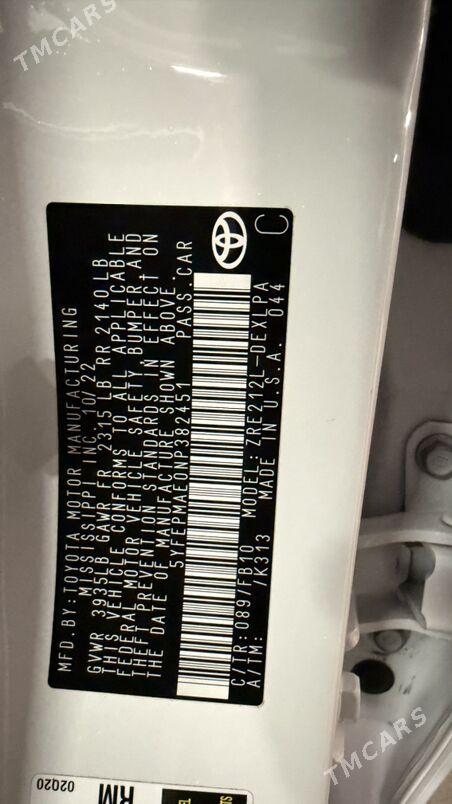 TMCARS
MFD.BY:TOYOTA MOTOR MANUFACTURING
MISSISSIPPI INC. 10/22
GVWR 3935LB GAWR FR 2315 LB RR 2140LB
THIS VEHICLE CONFORMS TO ALL APPLICABLE
FEDERAL MOTOR VEHICLE SAFETY, BUMPER AND
THEFT PREVENTION STANDARDS IN EFFECT ON
THE DATE OF MANUFACTURE SHOWN ABOVE.
5YFEPMAE0NP382451 PASS.CAR
C/TR:089/FB10 MODEL:ZRE212L-DEXLPA
A/TM: /K313 MADE IN U.S.A. 044
C
02Q20
RM
TMCARS